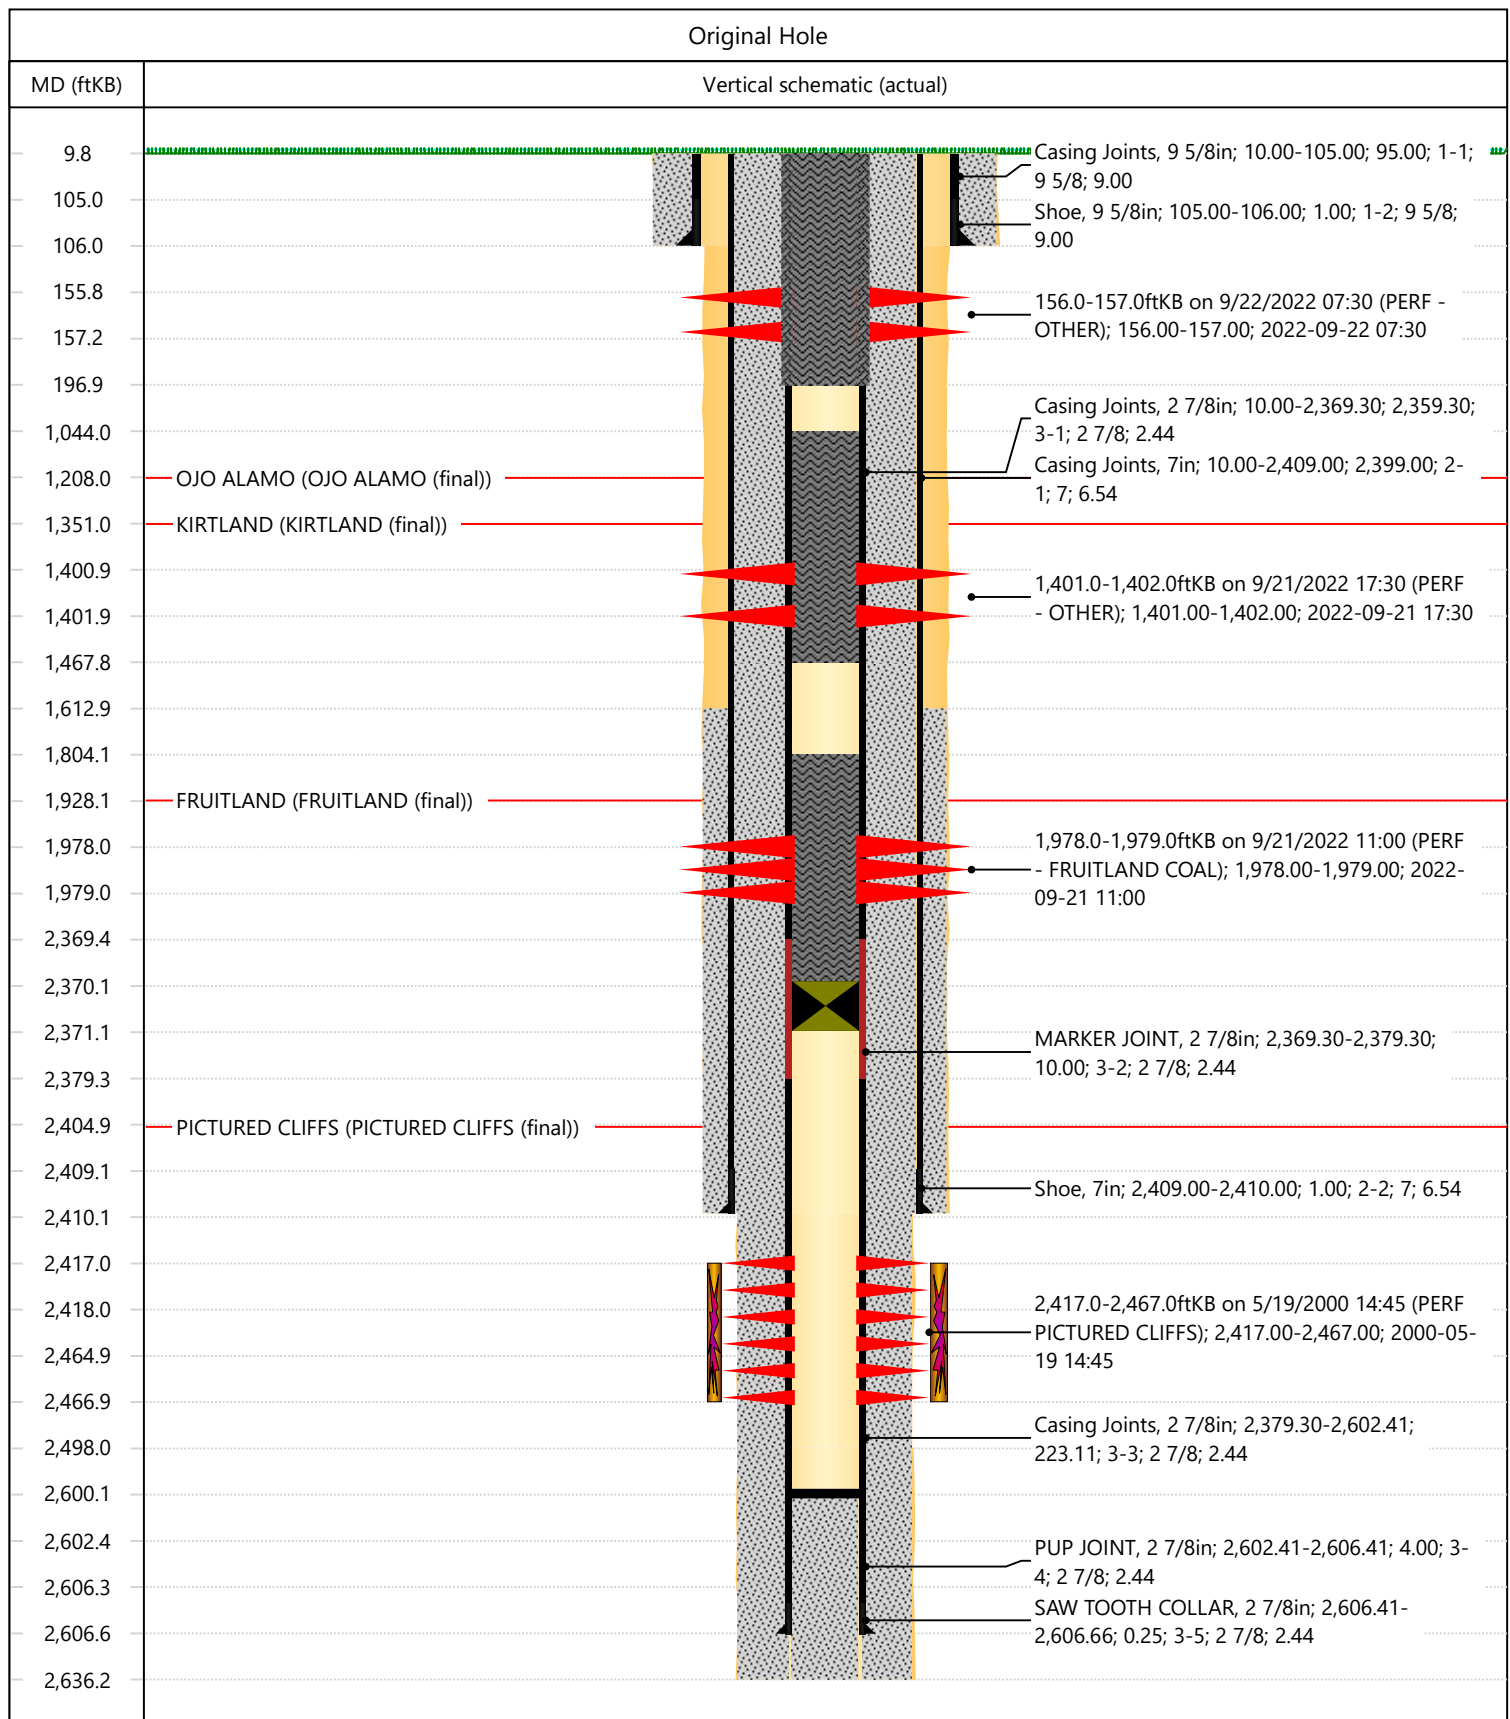 Original Hole
MD (ftKB)
Vertical schematic (actual)
9.8
105.0
106.0
155.8
157.2
196.9
1,044.0
1,208.0
1,351.0
1,400.9
1,401.9
1,467.8
1,612.9
1,804.1
1,928.1
1,978.0
1,979.0
2,369.4
2,370.1
2,371.1
2,379.3
2,404.9
2,409.1
2,410.1
2,417.0
2,418.0
2,464.9
2,466.9
2,498.0
2,600.1
2,602.4
2,606.3
2,606.6
2,636.2
OJO ALAMO (OJO ALAMO (final))
KIRTLAND (KIRTLAND (final))
FRUITLAND (FRUITLAND (final))
PICTURED CLIFFS (PICTURED CLIFFS (final))
Casing Joints, 9 5/8in; 10.00-105.00; 95.00; 1-1;
9 5/8; 9.00
Shoe, 9 5/8in; 105.00-106.00; 1.00; 1-2; 9 5/8;
9.00
156.0-157.0ftKB on 9/22/2022 07:30 (PERF -
OTHER); 156.00-157.00; 2022-09-22 07:30
Casing Joints, 2 7/8in; 10.00-2,369.30; 2,359.30;
3-1; 2 7/8; 2.44
Casing Joints, 7in; 10.00-2,409.00; 2,399.00; 2-
1; 7; 6.54
1,401.0-1,402.0ftKB on 9/21/2022 17:30 (PERF
- OTHER); 1,401.00-1,402.00; 2022-09-21 17:30
1,978.0-1,979.0ftKB on 9/21/2022 11:00 (PERF
- FRUITLAND COAL); 1,978.00-1,979.00; 2022-
09-21 11:00
MARKER JOINT, 2 7/8in; 2,369.30-2,379.30;
10.00; 3-2; 2 7/8; 2.44
Shoe, 7in; 2,409.00-2,410.00; 1.00; 2-2; 7; 6.54
2,417.0-2,467.0ftKB on 5/19/2000 14:45 (PERF
PICTURED CLIFFS); 2,417.00-2,467.00; 2000-05-
19 14:45
Casing Joints, 2 7/8in; 2,379.30-2,602.41;
223.11; 3-3; 2 7/8; 2.44
PUP JOINT, 2 7/8in; 2,602.41-2,606.41; 4.00; 3-
4; 2 7/8; 2.44
SAW TOOTH COLLAR, 2 7/8in; 2,606.41-
2,606.66; 0.25; 3-5; 2 7/8; 2.44